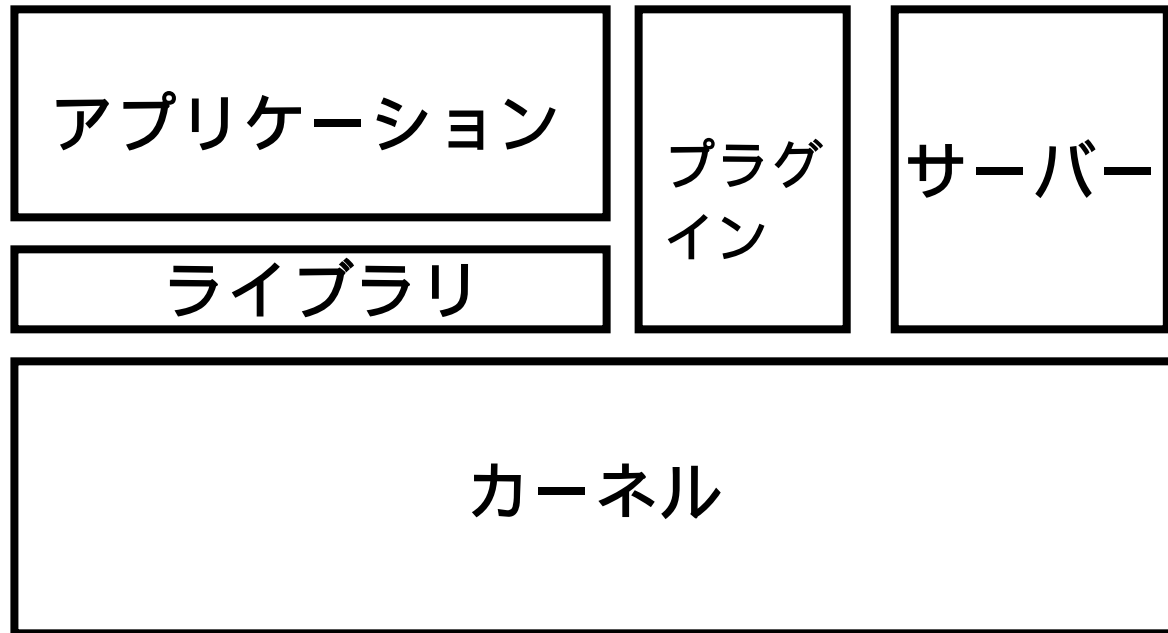 アプリケーション
ライブラリ
プラグ
イン
サーバー
カーネル